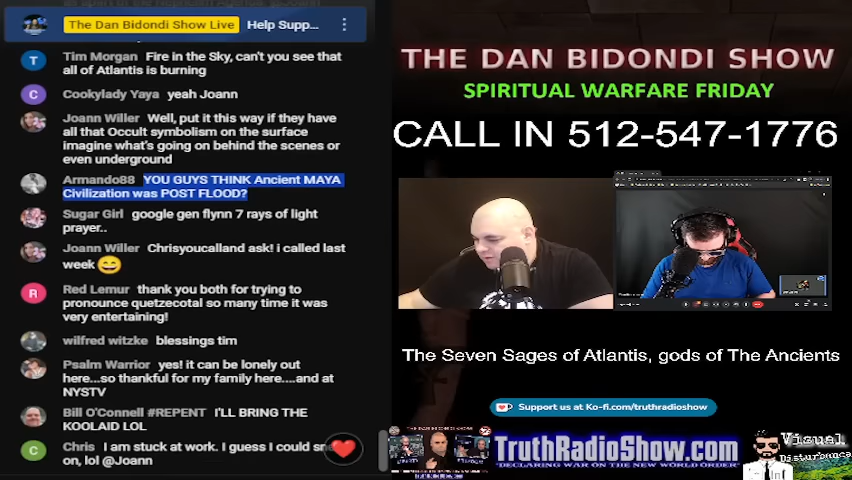 The Dan Bidondi Show Live Help Supp...
Tim Morgan Fire in the Sky, can't you see that
all of Atlantis is burning
C Cookylady Yaya yeah Joann
Joann Willer Well, put it this way if they have
all that Occult symbolism on the surface
imagine what's going on behind the scenes or
even underground
Armando88 YOU GUYS THINK Ancient MAYA
Civilization was POST FLOOD?
Sugar Girl google gen flynn 7 rays of light
prayer..
Joann Willer Chrisyoucalland ask! i called last
week 😄
R Red Lemur thank you both for trying to
pronounce quetzecotal so many time it was
very entertaining!
wilfred witzke blessings tim
Psalm Warrior yes! it can be lonely out
here...so thankful for my family here....and at
NYSTV
Bill O'Connell #REPENT I'LL BRING THE
KOOLAID LOL
C Chris I am stuck at work. I guess I could sne
on, lol @Joann
THE DAN BIDONDI SHOW
SPIRITUAL WARFARE FRIDAY
CALL IN 512-547-1776
The Seven Sages of Atlantis, gods of The Ancients
Support us at Ko-fi.com/truthradioshow
TruthRadioShow.com
"DECLARING WAR ON THE NEW WORLD ORDER"
Visual
Disturbance